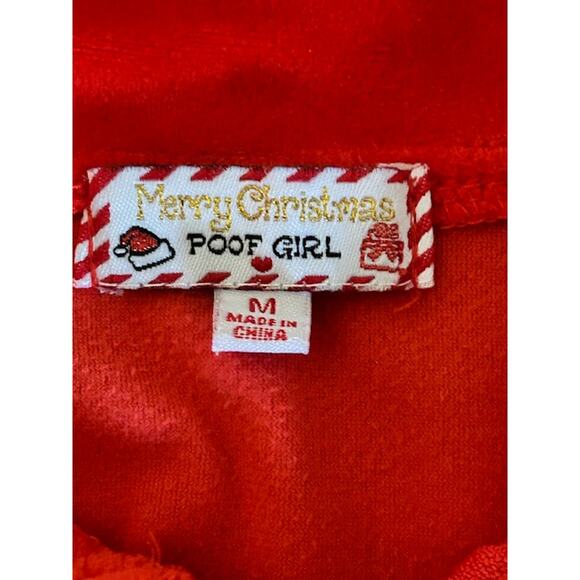 Merry Christmas
POOF GIRL
M
MADE IN
CHINA